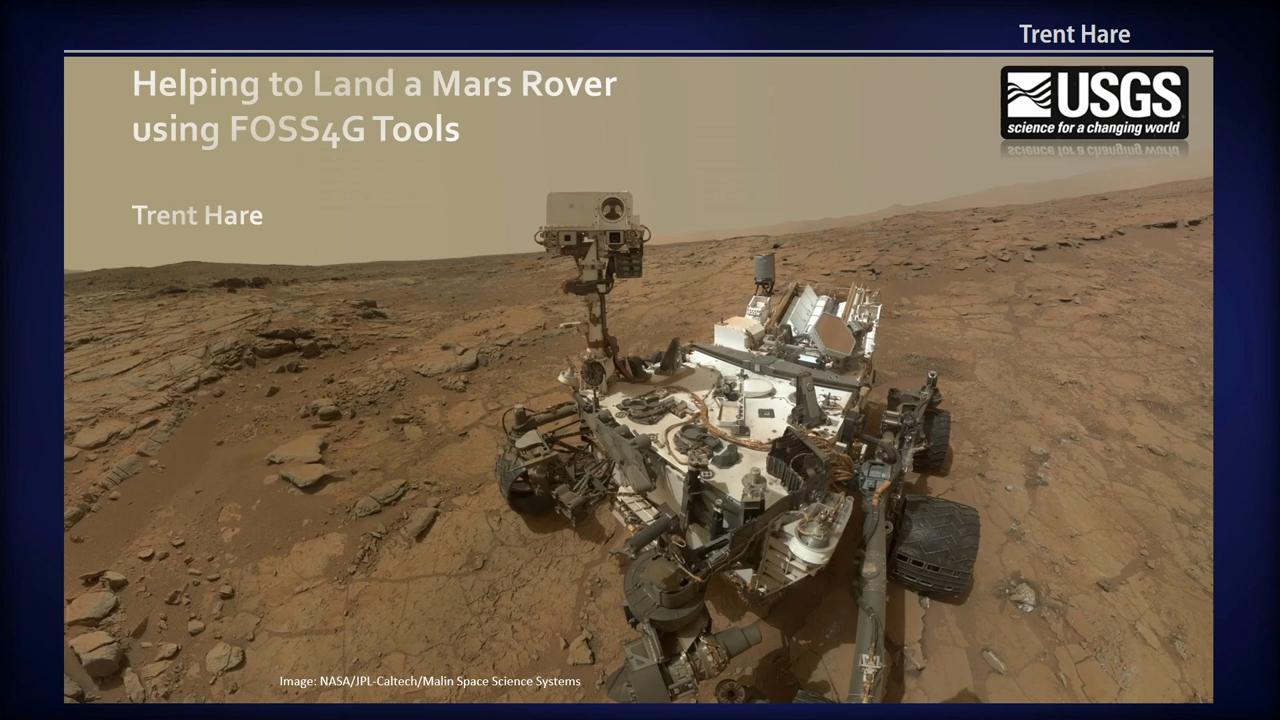 Trent Hare
Helping to Land a Mars Rover
using FOSS4G Tools
USGS
science for a changing world
Trent Hare
Image: NASA/JPL-Caltech/Malin Space Science Systems